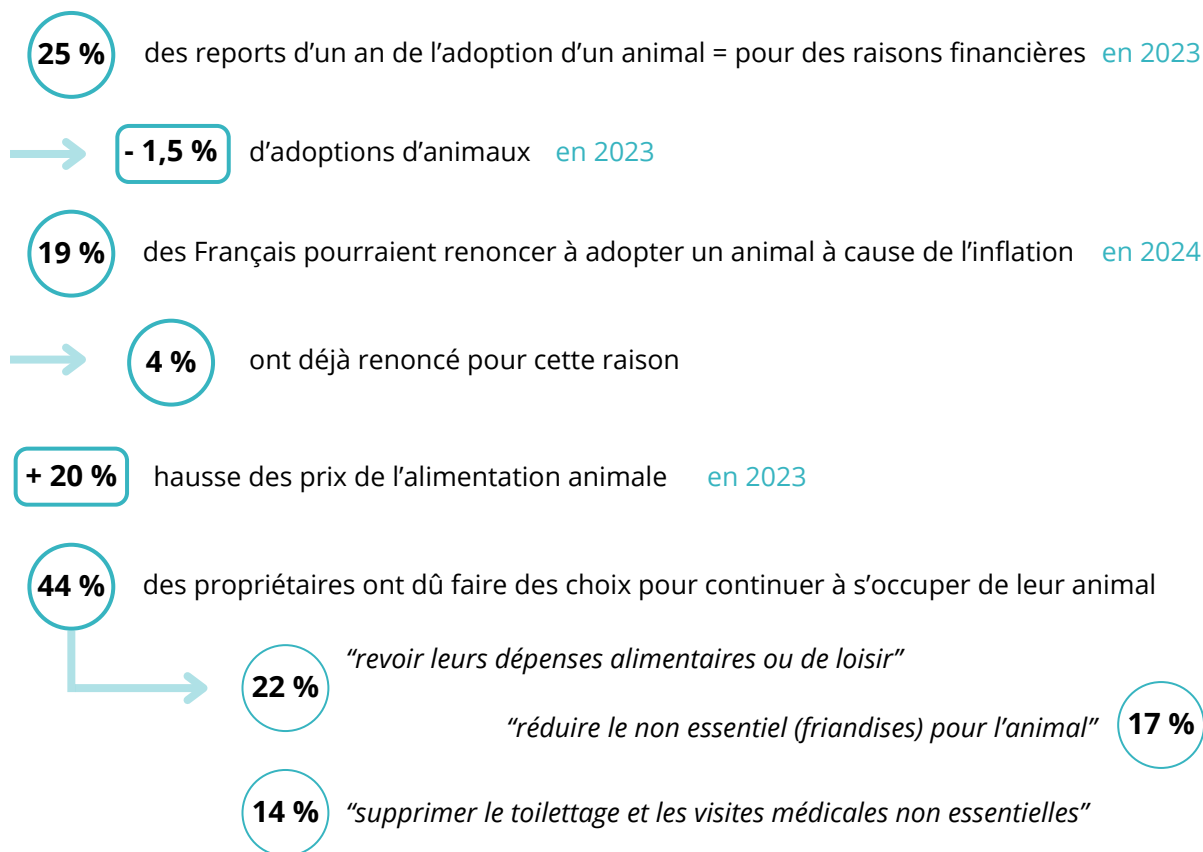 25 % des reports d’un an de l’adoption d’un animal = pour des raisons financières en 2023
- 1,5 % d’adoptions d’animaux en 2023
19 % des Français pourraient renoncer à adopter un animal à cause de l’inflation en 2024
4 % ont déjà renoncé pour cette raison
+ 20 % hausse des prix de l’alimentation animale en 2023
44 % des propriétaires ont dû faire des choix pour continuer à s’occuper de leur animal
22 % “revoir leurs dépenses alimentaires ou de loisir”
“réduire le non essentiel (friandises) pour l’animal” 17 %
14 % “supprimer le toilettage et les visites médicales non essentielles”